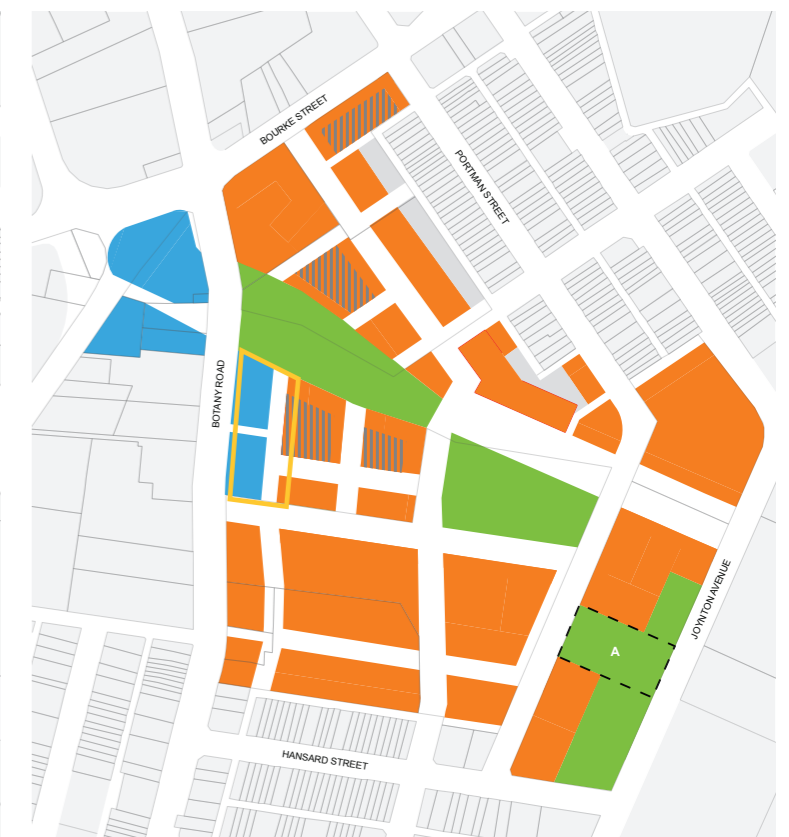 BOURKE STREET
PORTMAN STREET
BOTANY ROAD
JOYNTON AVENUE
A
HANSARD STREET